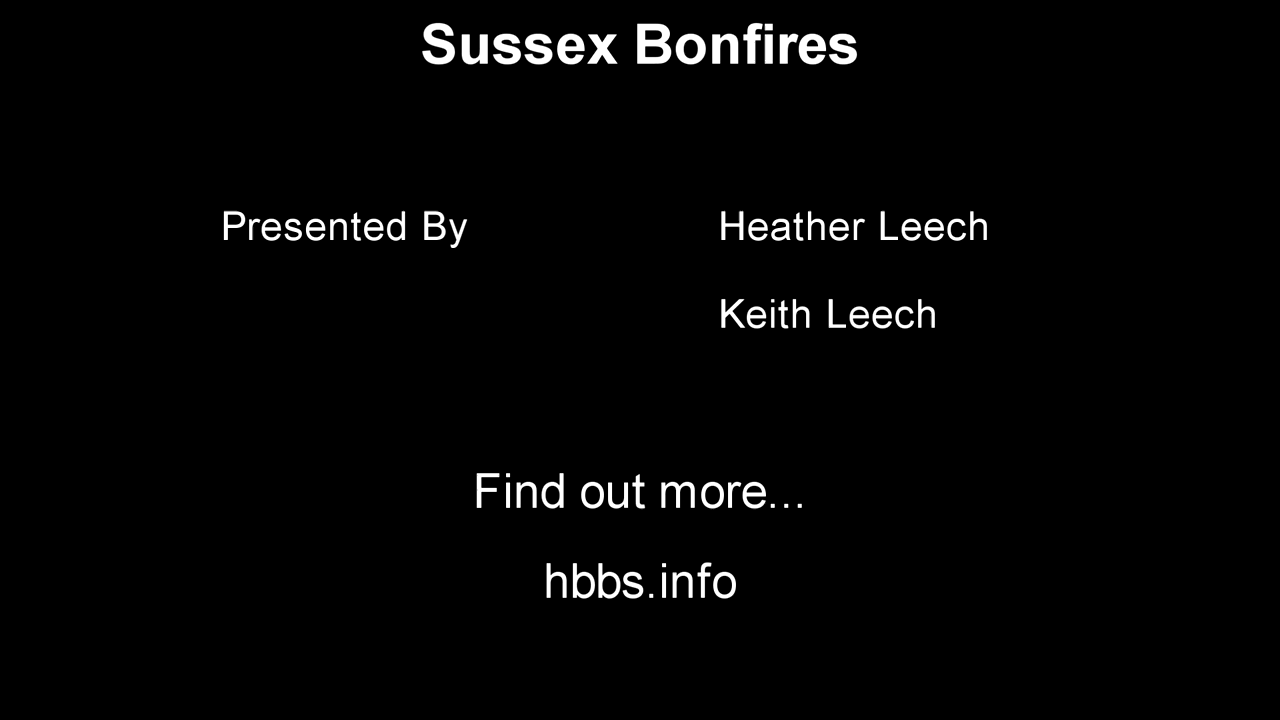 Sussex Bonfires
Presented By Heather Leech
Keith Leech
Find out more...
hbbs.info